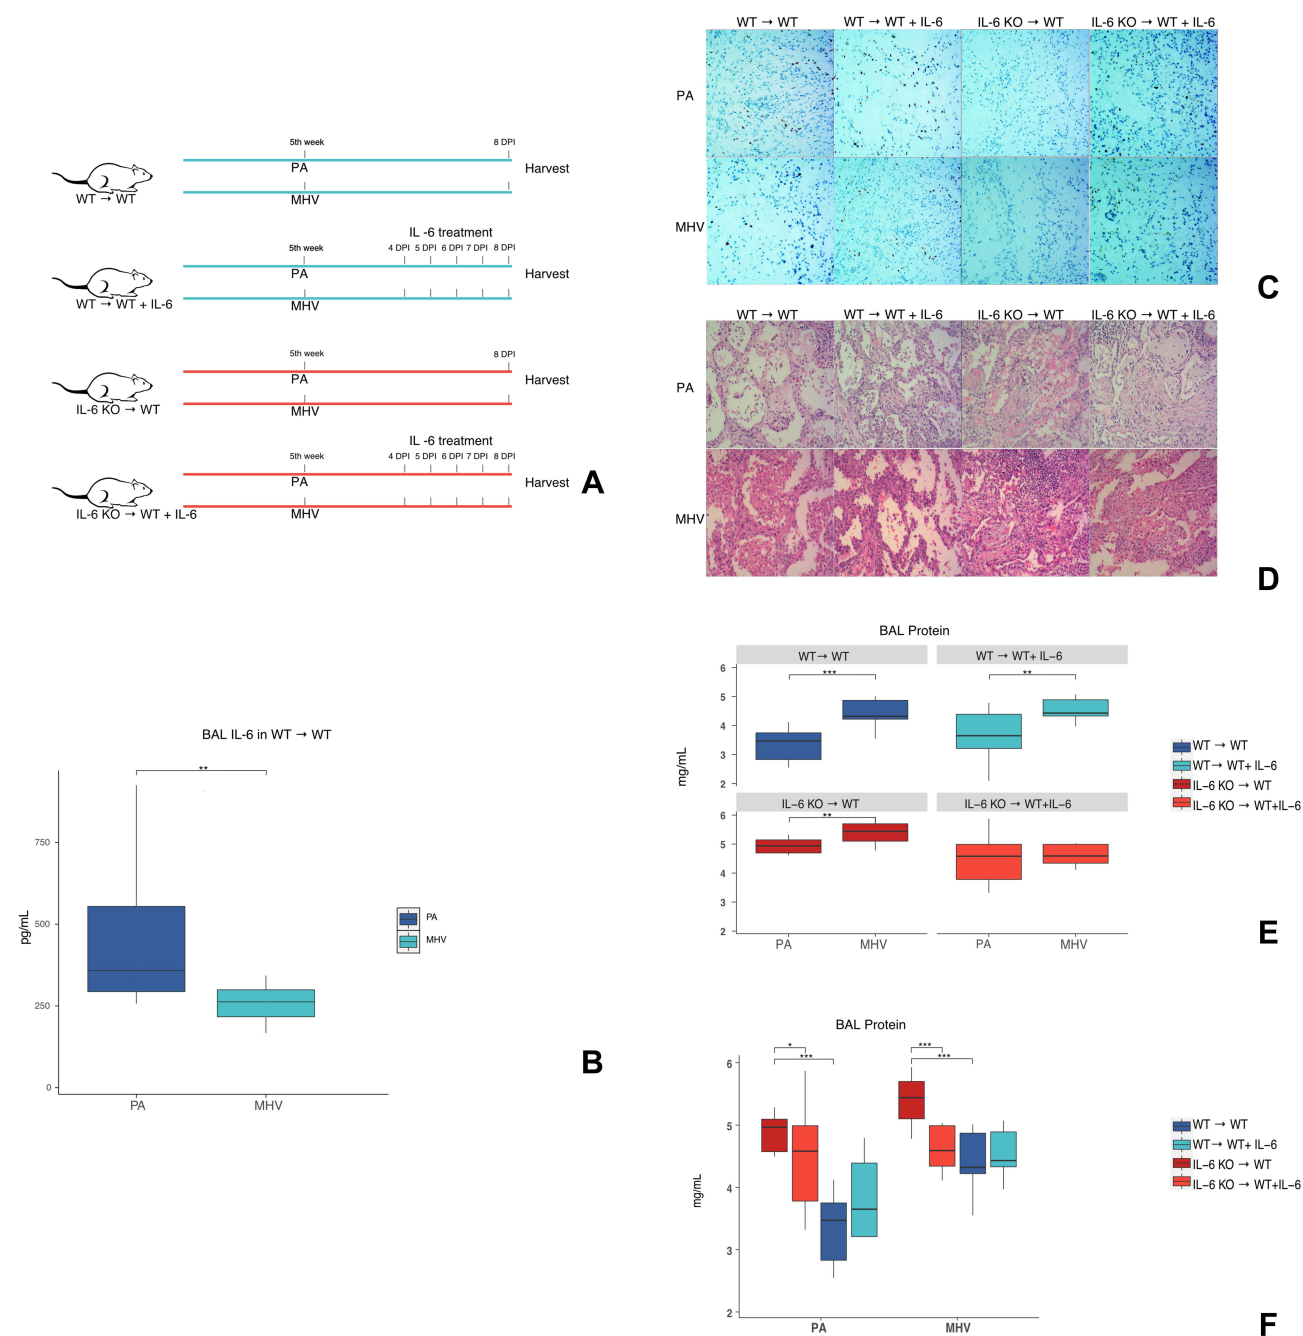 5th week 8 DPI
PA Harvest
WT → WT MHV
IL -6 treatment
5th week 4 DPI 5 DPI 6 DPI 7 DPI 8 DPI
PA Harvest
WT → WT + IL-6 MHV
5th week 8 DPI
PA Harvest
IL-6 KO → WT MHV
IL -6 treatment
5th week 4 DPI 5 DPI 6 DPI 7 DPI 8 DPI
PA Harvest
IL-6 KO → WT + IL-6 MHV
A
BAL IL-6 in WT → WT
**
750
500
250
0
pg/mL
PA MHV
PA
MHV
B
WT → WT WT → WT + IL-6 IL-6 KO → WT IL-6 KO → WT + IL-6
PA
MHV
C
WT → WT WT → WT + IL-6 IL-6 KO → WT IL-6 KO → WT + IL-6
PA
MHV
D
BAL Protein
WT → WT WT → WT+ IL-6
*** **
6
5
4
3
2
mg/mL
IL-6 KO → WT IL-6 KO → WT+IL-6
**
6
5
4
3
2
PA MHV PA MHV
WT → WT
WT → WT+ IL-6
IL-6 KO → WT
IL-6 KO → WT+IL-6
E
BAL Protein
* ***
*** ***
6
5
4
3
2
mg/mL
PA MHV
WT → WT
WT → WT+ IL-6
IL-6 KO → WT
IL-6 KO → WT+IL-6
F